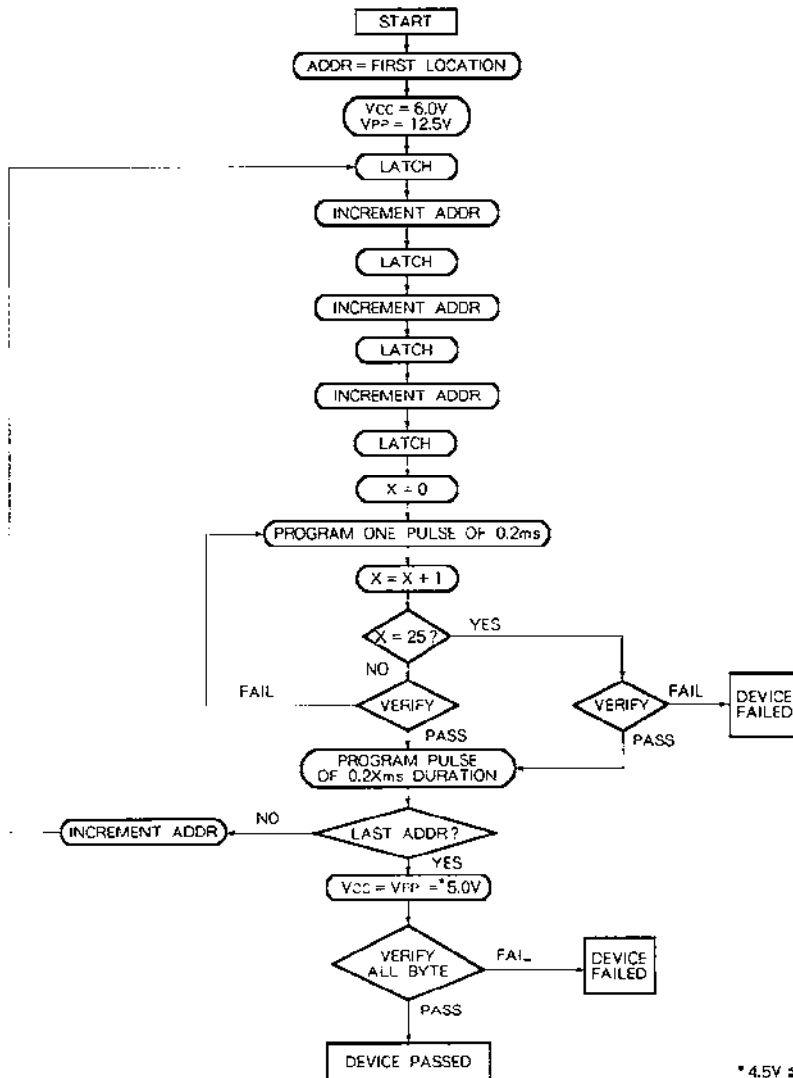 START
ADDR = FIRST LOCATION
VCC = 6.0V
VPP = 12.5V
LATCH
INCREMENT ADDR
LATCH
INCREMENT ADDR
LATCH
INCREMENT ADDR
LATCH
X = 0
PROGRAM ONE PULSE OF 0.2ms
X = X + 1
X = 25?
YES
NO
FAIL
VERIFY
PASS
VERIFY
FAIL
DEVICE
FAILED
PASS
PROGRAM PULSE
OF 0.2Xms DURATION
LAST ADDR?
NO
INCREMENT ADDR
YES
VCC = VPP = *5.0V
VERIFY
ALL BYTE
FAIL
DEVICE
FAILED
PASS
DEVICE PASSED
* 4.5V ≤